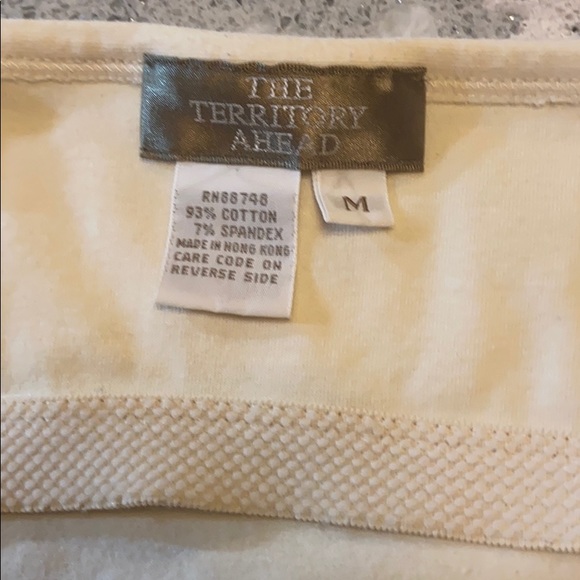 THE
TERRITORY
AHEAD
M
RN88748
93% COTTON
7% SPANDEX
MADE IN HONG KONG
CARE CODE ON
REVERSE SIDE